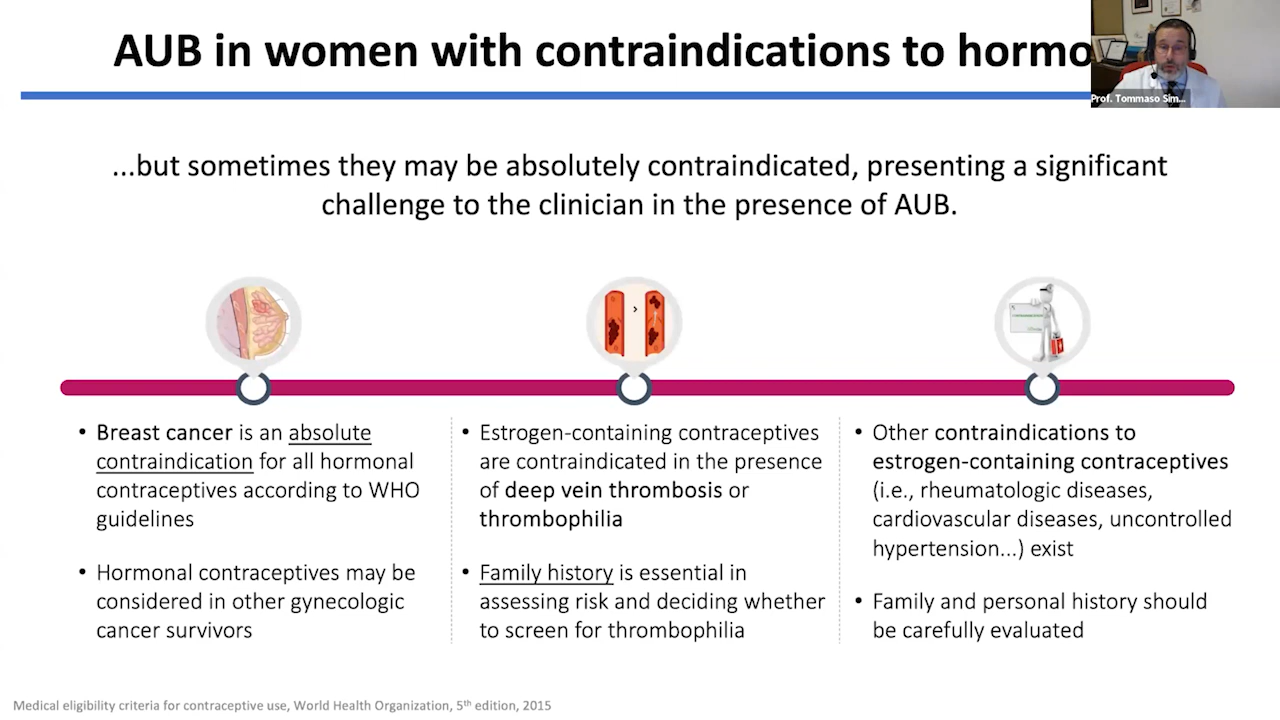 AUB in women with contraindications to hormo
Prof. Tommaso Sim...
...but sometimes they may be absolutely contraindicated, presenting a significant
challenge to the clinician in the presence of AUB.
• Breast cancer is an absolute
contraindication for all hormonal
contraceptives according to WHO
guidelines
• Hormonal contraceptives may be
considered in other gynecologic
cancer survivors
• Estrogen-containing contraceptives
are contraindicated in the presence
of deep vein thrombosis or
thrombophilia
• Family history is essential in
assessing risk and deciding whether
to screen for thrombophilia
• Other contraindications to
estrogen-containing contraceptives
(i.e., rheumatologic diseases,
cardiovascular diseases, uncontrolled
hypertension...) exist
• Family and personal history should
be carefully evaluated
Medical eligibility criteria for contraceptive use, World Health Organization, 5th edition, 2015